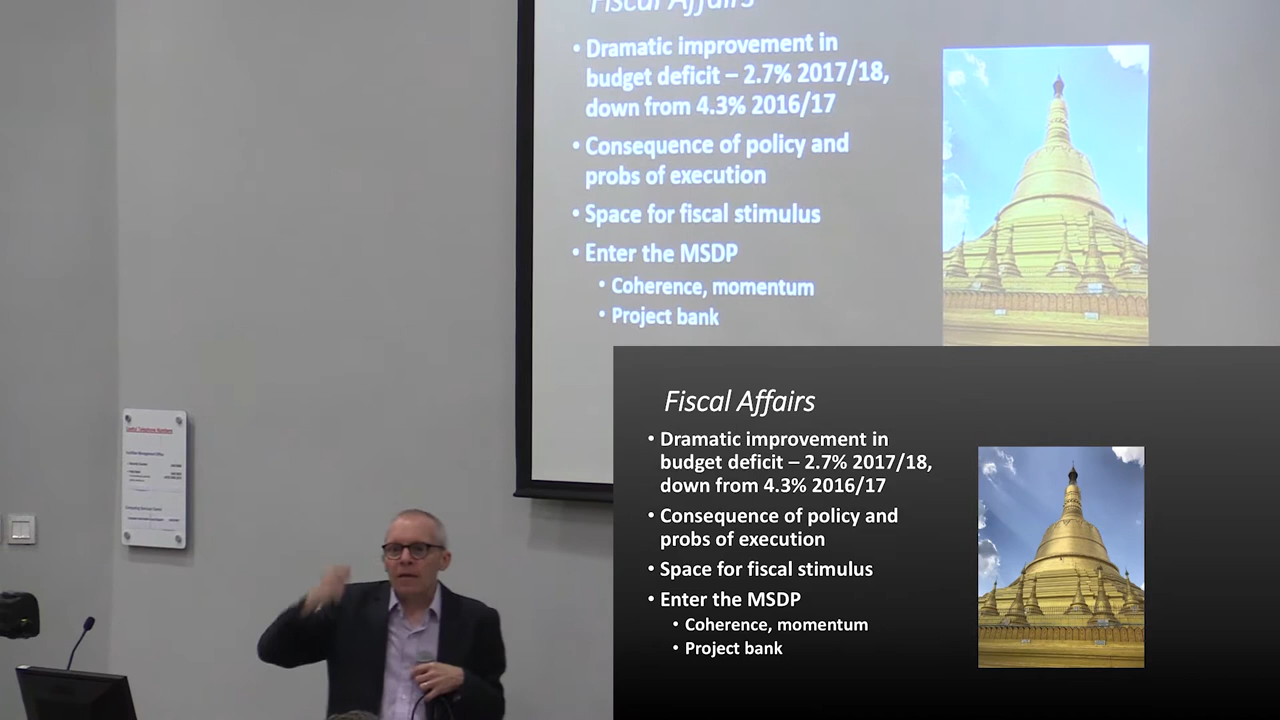 Fiscal Affairs
• Dramatic improvement in
budget deficit – 2.7% 2017/18,
down from 4.3% 2016/17
• Consequence of policy and
probs of execution
• Space for fiscal stimulus
• Enter the MSDP
• Coherence, momentum
• Project bank
Useful Telephone Numbers
Fiscal Affairs
• Dramatic improvement in
budget deficit – 2.7% 2017/18,
down from 4.3% 2016/17
• Consequence of policy and
probs of execution
• Space for fiscal stimulus
• Enter the MSDP
• Coherence, momentum
• Project bank